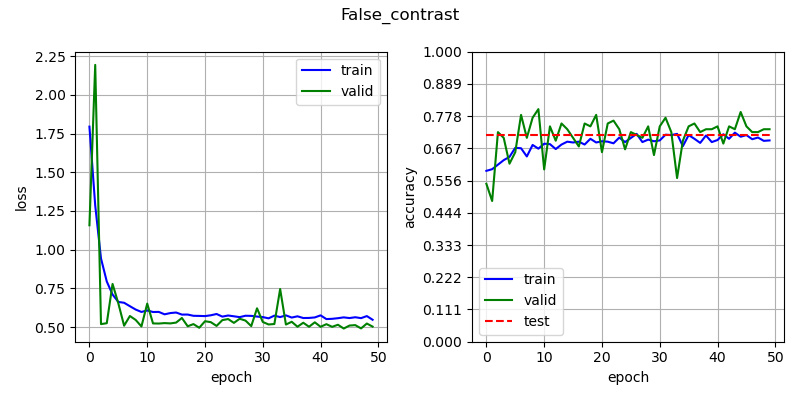 False_contrast
2.25
2.00
1.75
1.50
1.25
1.00
0.75
0.50
loss
0 10 20 30 40 50
epoch
train
valid
1.000
0.889
0.778
0.667
0.556
0.444
0.333
0.222
0.111
0.000
accuracy
0 10 20 30 40 50
epoch
train
valid
test